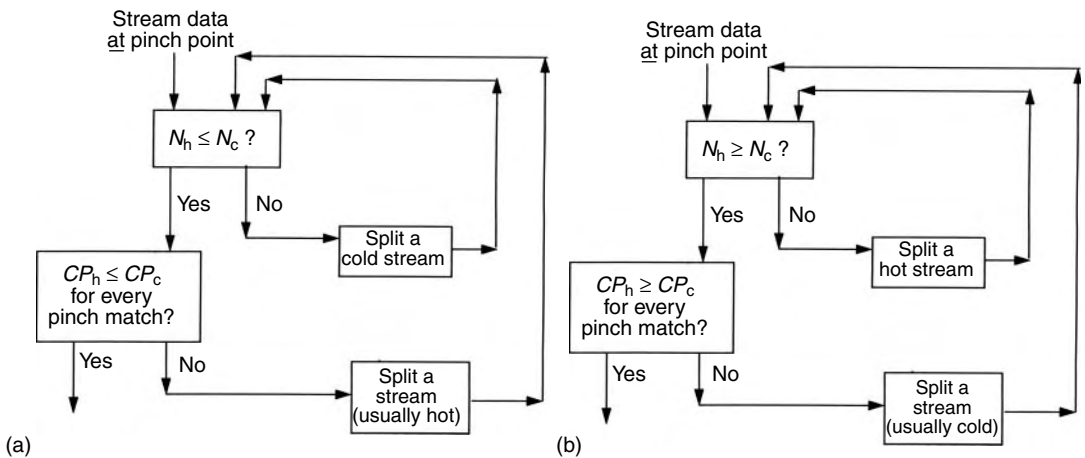 Stream data
at pinch point
Nh ≤ Nc ?
Yes
No
Split a
cold stream
CPh ≤ CPc
for every
pinch match?
Yes
No
Split a
stream
(usually hot)
(a)
Stream data
at pinch point
Nh ≥ Nc ?
Yes
No
Split a
hot stream
CPh ≥ CPc
for every
pinch match?
Yes
No
Split a
stream
(usually cold)
(b)